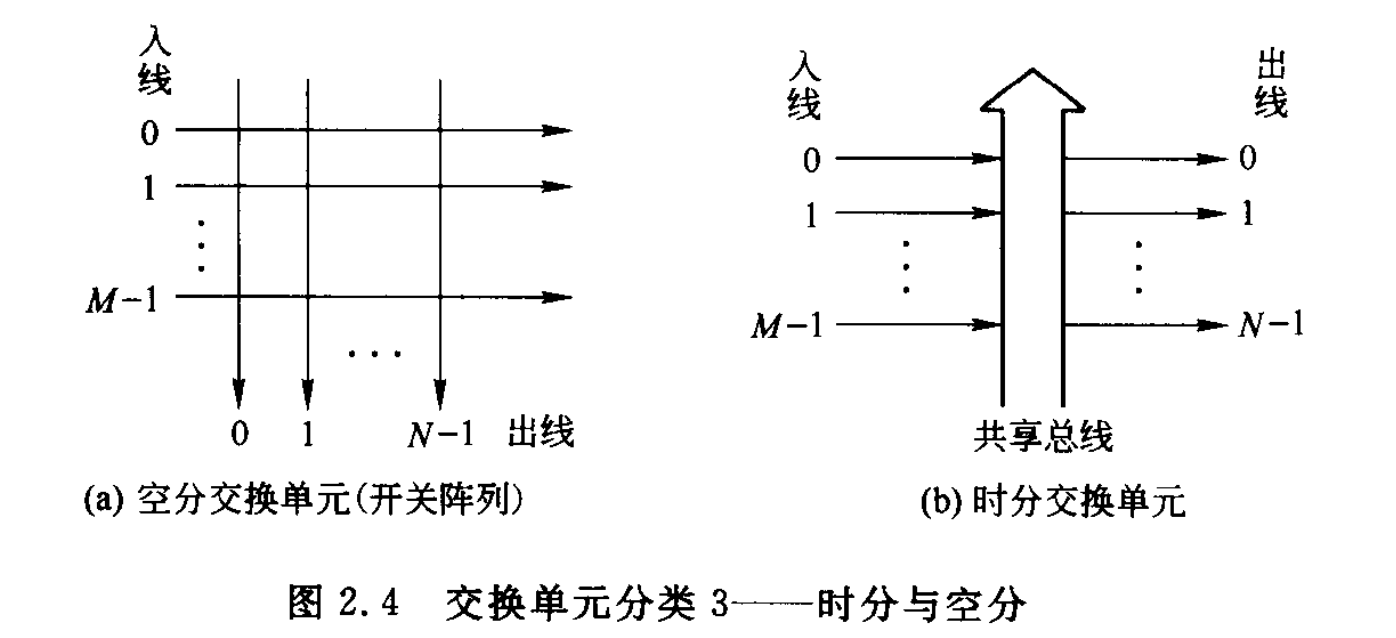 入线
0
1
⋮
M-1
…
0 1 N-1 出线
(a) 空分交换单元(开关阵列)
入线
出线
0 0
1 1
⋮ ⋮
M-1 N-1
共享总线
(b) 时分交换单元
图 2.4 交换单元分类 3——时分与空分